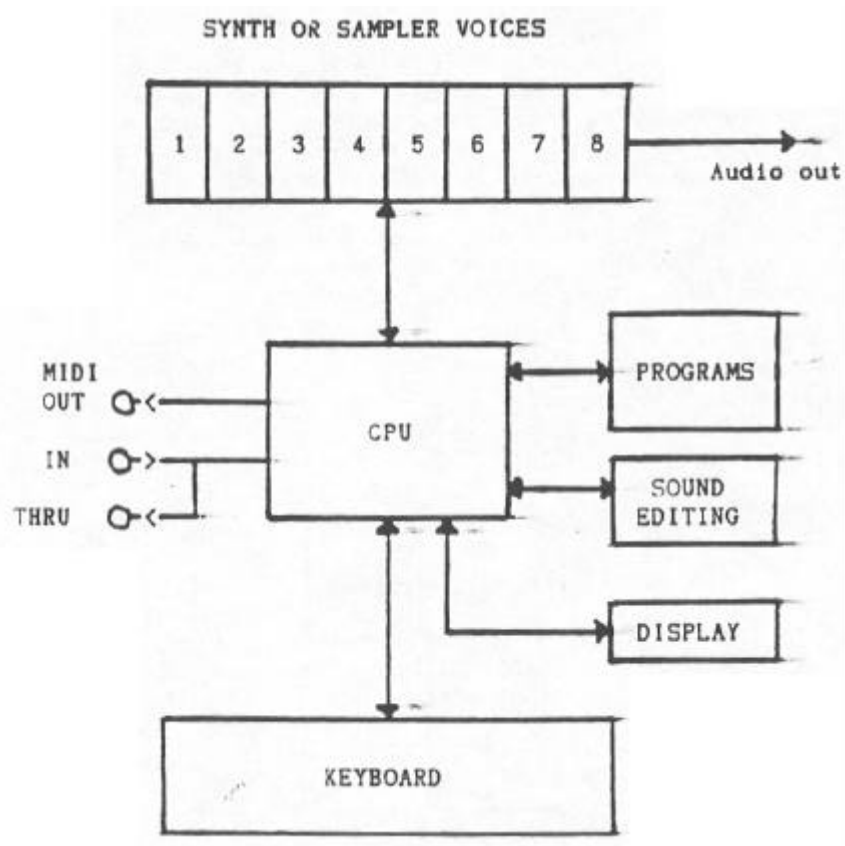 SYNTH OR SAMPLER VOICES
1 2 3 4 5 6 7 8
Audio out
MIDI
OUT
IN
THRU
CPU
PROGRAMS
SOUND
EDITING
DISPLAY
KEYBOARD